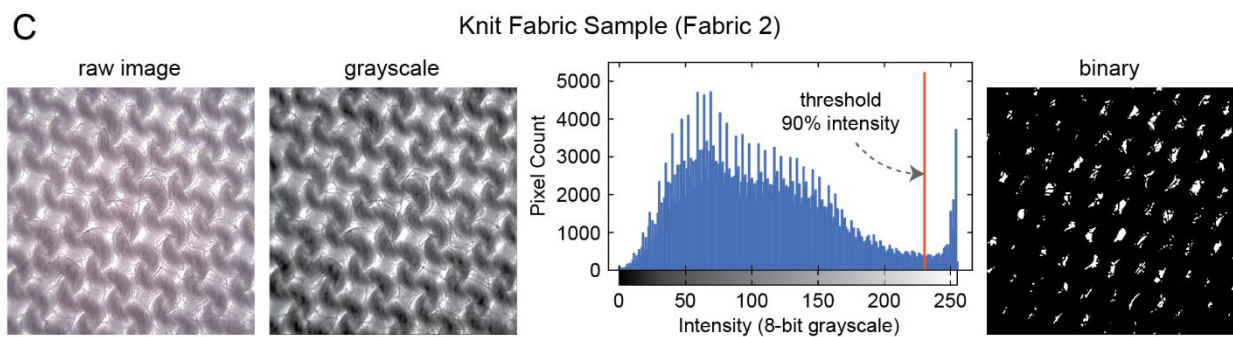 C
Knit Fabric Sample (Fabric 2)
raw image
grayscale
binary
threshold
90% intensity
Pixel Count
5000
4000
3000
2000
1000
0
0 50 100 150 200 250
Intensity (8-bit grayscale)